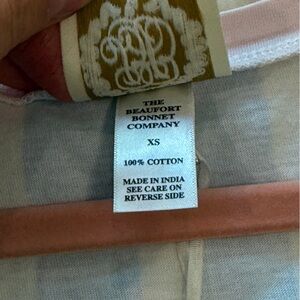 THE
BEAUFORT
BONNET
COMPANY
XS
100% COTTON
MADE IN INDIA
SEE CARE ON
REVERSE SIDE